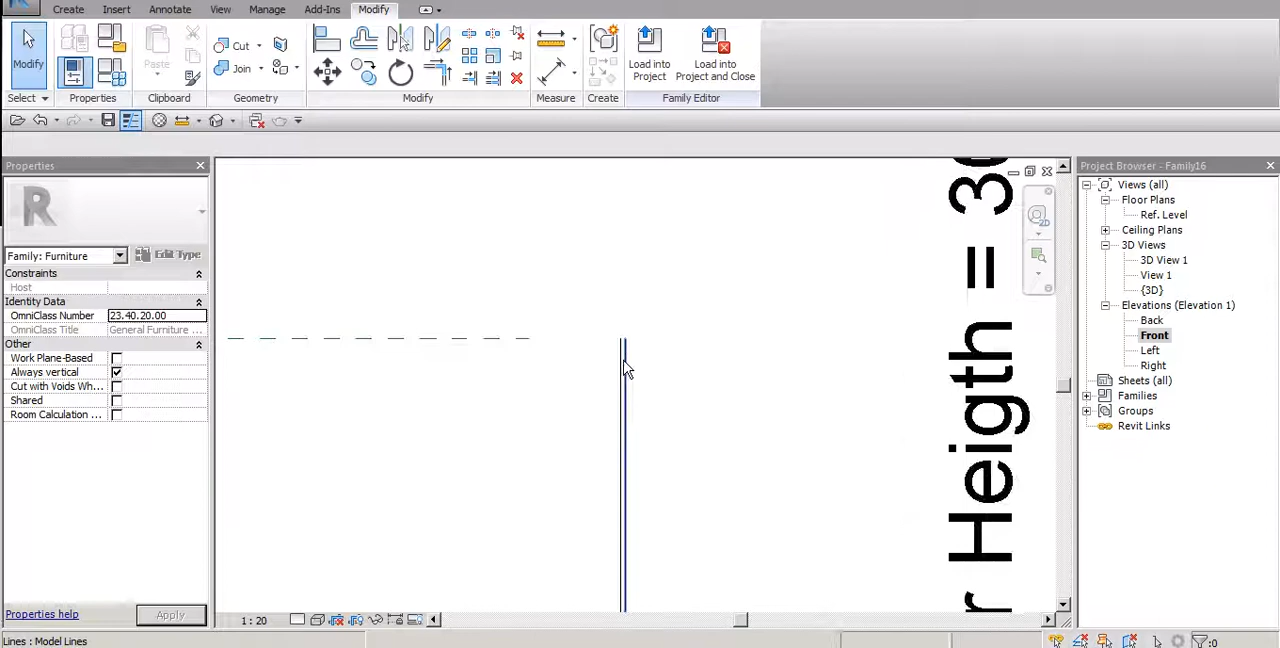 Create Insert Annotate View Manage Add-Ins Modify
Modify
Paste
Cut
Join
Load into Project
Load into Project and Close
Select Properties Clipboard Geometry Modify Measure Create Family Editor
Properties
Family: Furniture
Edit Type
Constraints
Host
Identity Data
OmniClass Number 23.40.20.00
OmniClass Title General Furniture ...
Other
Work Plane-Based
Always vertical
Cut with Voids Wh...
Shared
Room Calculation ...
Properties help
Apply
r Heigth = 30
2D
Project Browser - Family16
Views (all)
Floor Plans
Ref. Level
Ceiling Plans
3D Views
3D View 1
View 1
{3D}
Elevations (Elevation 1)
Back
Front
Left
Right
Sheets (all)
Families
Groups
Revit Links
1 : 20
Lines : Model Lines
:0